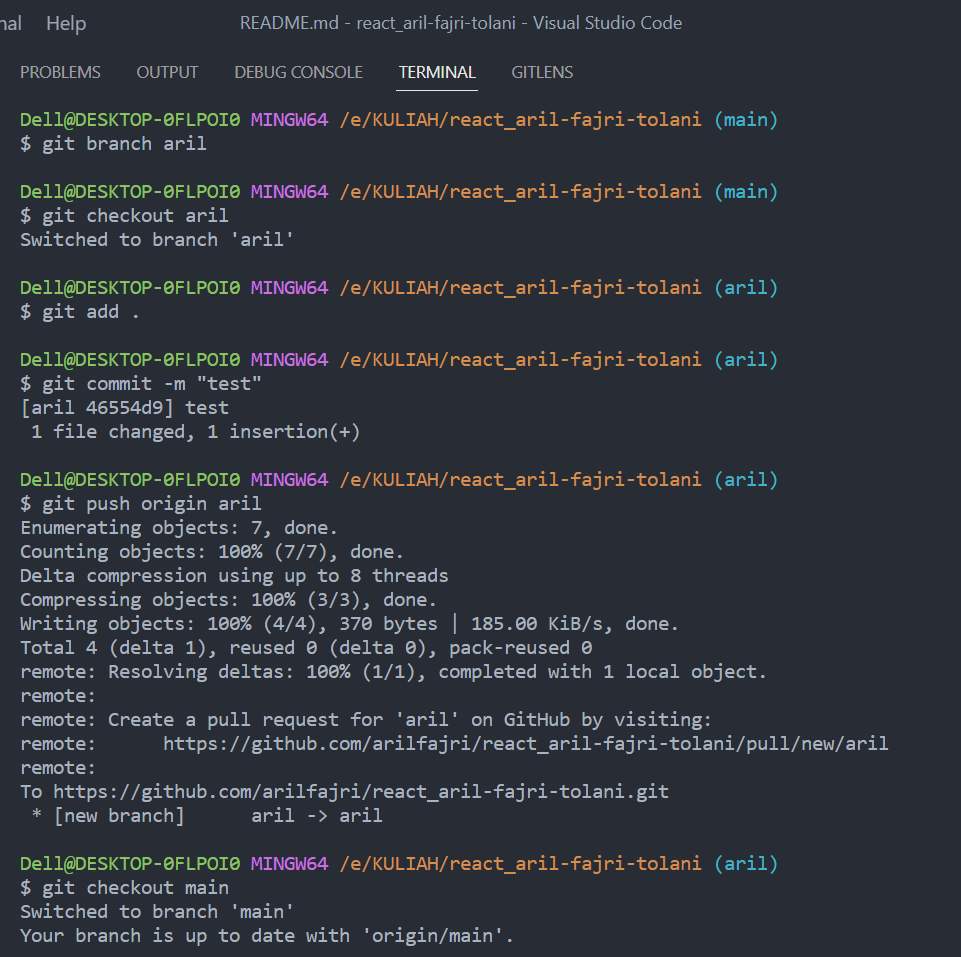 nal Help README.md - react_aril-fajri-tolani - Visual Studio Code
PROBLEMS OUTPUT DEBUG CONSOLE TERMINAL GITLENS
Dell@DESKTOP-0FLPOI0 MINGW64 /e/KULIAH/react_aril-fajri-tolani (main)
$ git branch aril
Dell@DESKTOP-0FLPOI0 MINGW64 /e/KULIAH/react_aril-fajri-tolani (main)
$ git checkout aril
Switched to branch 'aril'
Dell@DESKTOP-0FLPOI0 MINGW64 /e/KULIAH/react_aril-fajri-tolani (aril)
$ git add .
Dell@DESKTOP-0FLPOI0 MINGW64 /e/KULIAH/react_aril-fajri-tolani (aril)
$ git commit -m "test"
[aril 46554d9] test
 1 file changed, 1 insertion(+)
Dell@DESKTOP-0FLPOI0 MINGW64 /e/KULIAH/react_aril-fajri-tolani (aril)
$ git push origin aril
Enumerating objects: 7, done.
Counting objects: 100% (7/7), done.
Delta compression using up to 8 threads
Compressing objects: 100% (3/3), done.
Writing objects: 100% (4/4), 370 bytes | 185.00 KiB/s, done.
Total 4 (delta 1), reused 0 (delta 0), pack-reused 0
remote: Resolving deltas: 100% (1/1), completed with 1 local object.
remote:
remote: Create a pull request for 'aril' on GitHub by visiting:
remote:      https://github.com/arilfajri/react_aril-fajri-tolani/pull/new/aril
remote:
To https://github.com/arilfajri/react_aril-fajri-tolani.git
 * [new branch]      aril -> aril
Dell@DESKTOP-0FLPOI0 MINGW64 /e/KULIAH/react_aril-fajri-tolani (aril)
$ git checkout main
Switched to branch 'main'
Your branch is up to date with 'origin/main'.